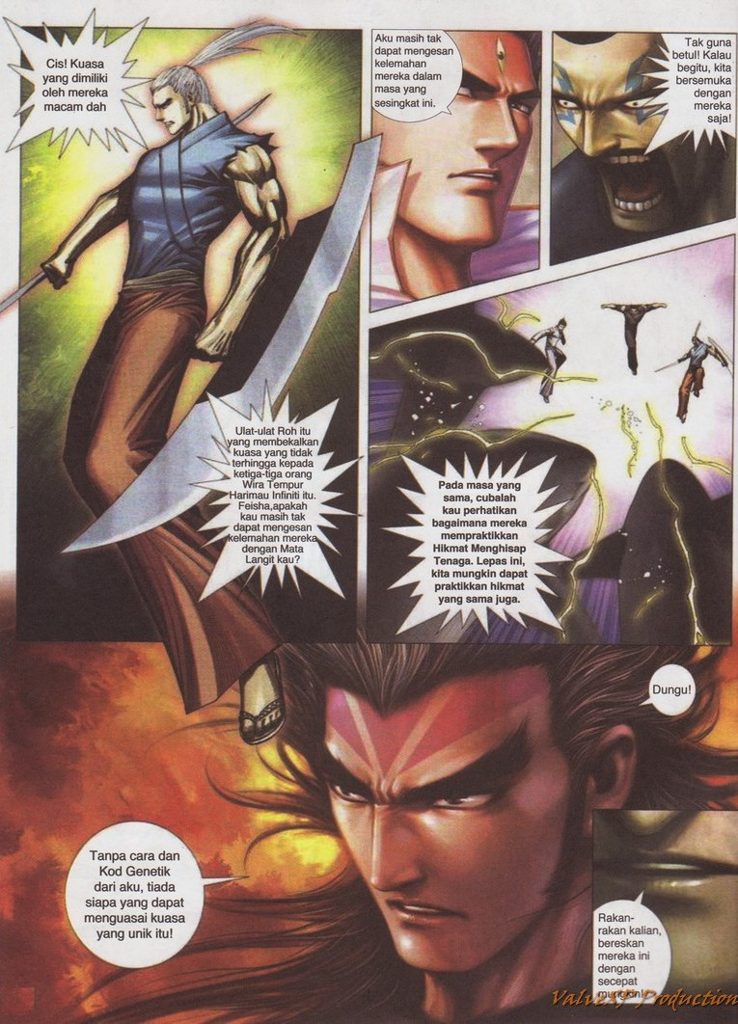 Cis! Kuasa
yang dimiliki
oleh mereka
macam dah
Aku masih tak
dapat mengesan
kelemahan
mereka dalam
masa yang
sesingkat ini.
Tak guna
betul! Kalau
begitu, kita
bersemuka
dengan
mereka
saja!
Ulat-ulat Roh itu
yang membekalkan
kuasa yang tidak
terhingga kepada
ketiga-tiga orang
Wira Tempur
Harimau Infiniti itu.
Feisha,apakah
kau masih tak
dapat mengesan
kelemahan mereka
dengan Mata
Langit kau?
Pada masa yang
sama, cubalah
kau perhatikan
bagaimana mereka
mempraktikkan
Hikmat Menghisap
Tenaga. Lepas ini,
kita mungkin dapat
praktikkan hikmat
yang sama juga.
Dungu!
Tanpa cara dan
Kod Genetik
dari aku, tiada
siapa yang dapat
menguasai kuasa
yang unik itu!
Rakan-
rakan kalian,
bereskan
mereka ini
dengan
secepat
mungkin!